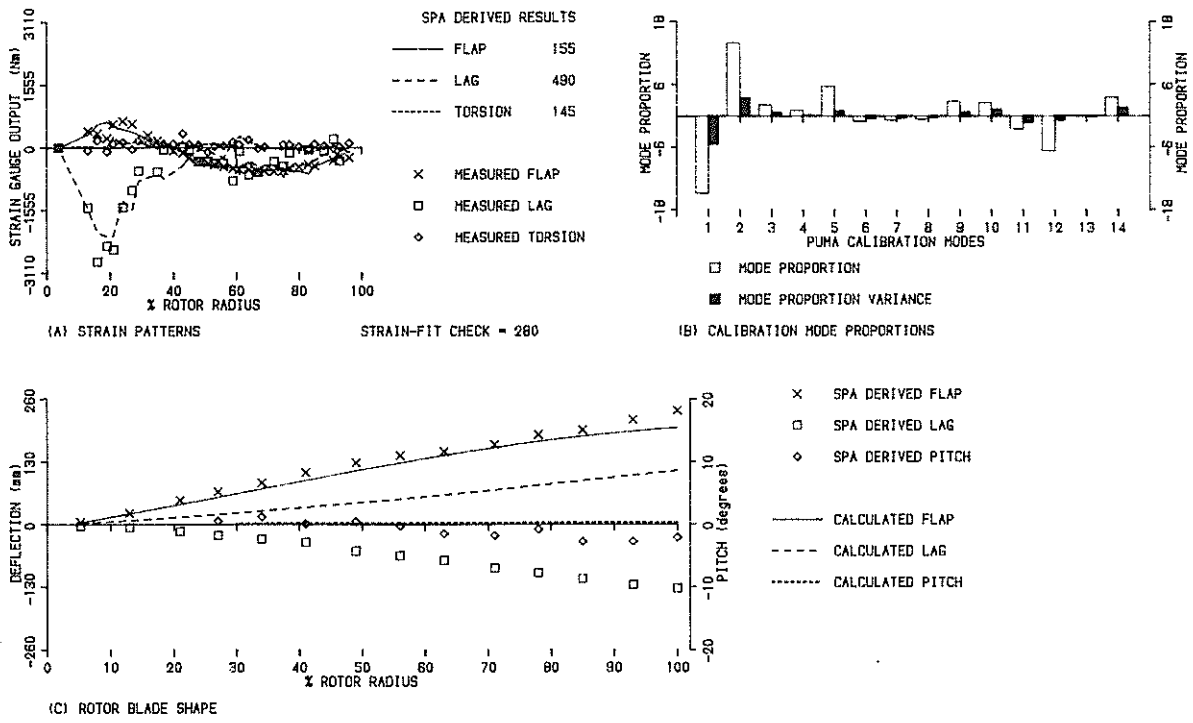 SPA DERIVED RESULTS
FLAP 155
LAG 490
TORSION 145
MEASURED FLAP
MEASURED LAG
MEASURED TORSION
STRAIN GAUGE OUTPUT (Nm)
3110
1555
0
-1555
-3110
0 20 40 60 80 100
% ROTOR RADIUS
(A) STRAIN PATTERNS
STRAIN-FIT CHECK = 280
MODE PROPORTION
18
6
-6
-18
1 2 3 4 5 6 7 8 9 10 11 12 13 14
PUMA CALIBRATION MODES
18
6
-6
-18
MODE PROPORTION
MODE PROPORTION
MODE PROPORTION VARIANCE
(B) CALIBRATION MODE PROPORTIONS
DEFLECTION (mm)
260
130
0
-130
-260
0 10 20 30 40 50 60 70 80 90 100
% ROTOR RADIUS
20
10
0
-10
-20
PITCH (degrees)
SPA DERIVED FLAP
SPA DERIVED LAG
SPA DERIVED PITCH
CALCULATED FLAP
CALCULATED LAG
CALCULATED PITCH
(C) ROTOR BLADE SHAPE